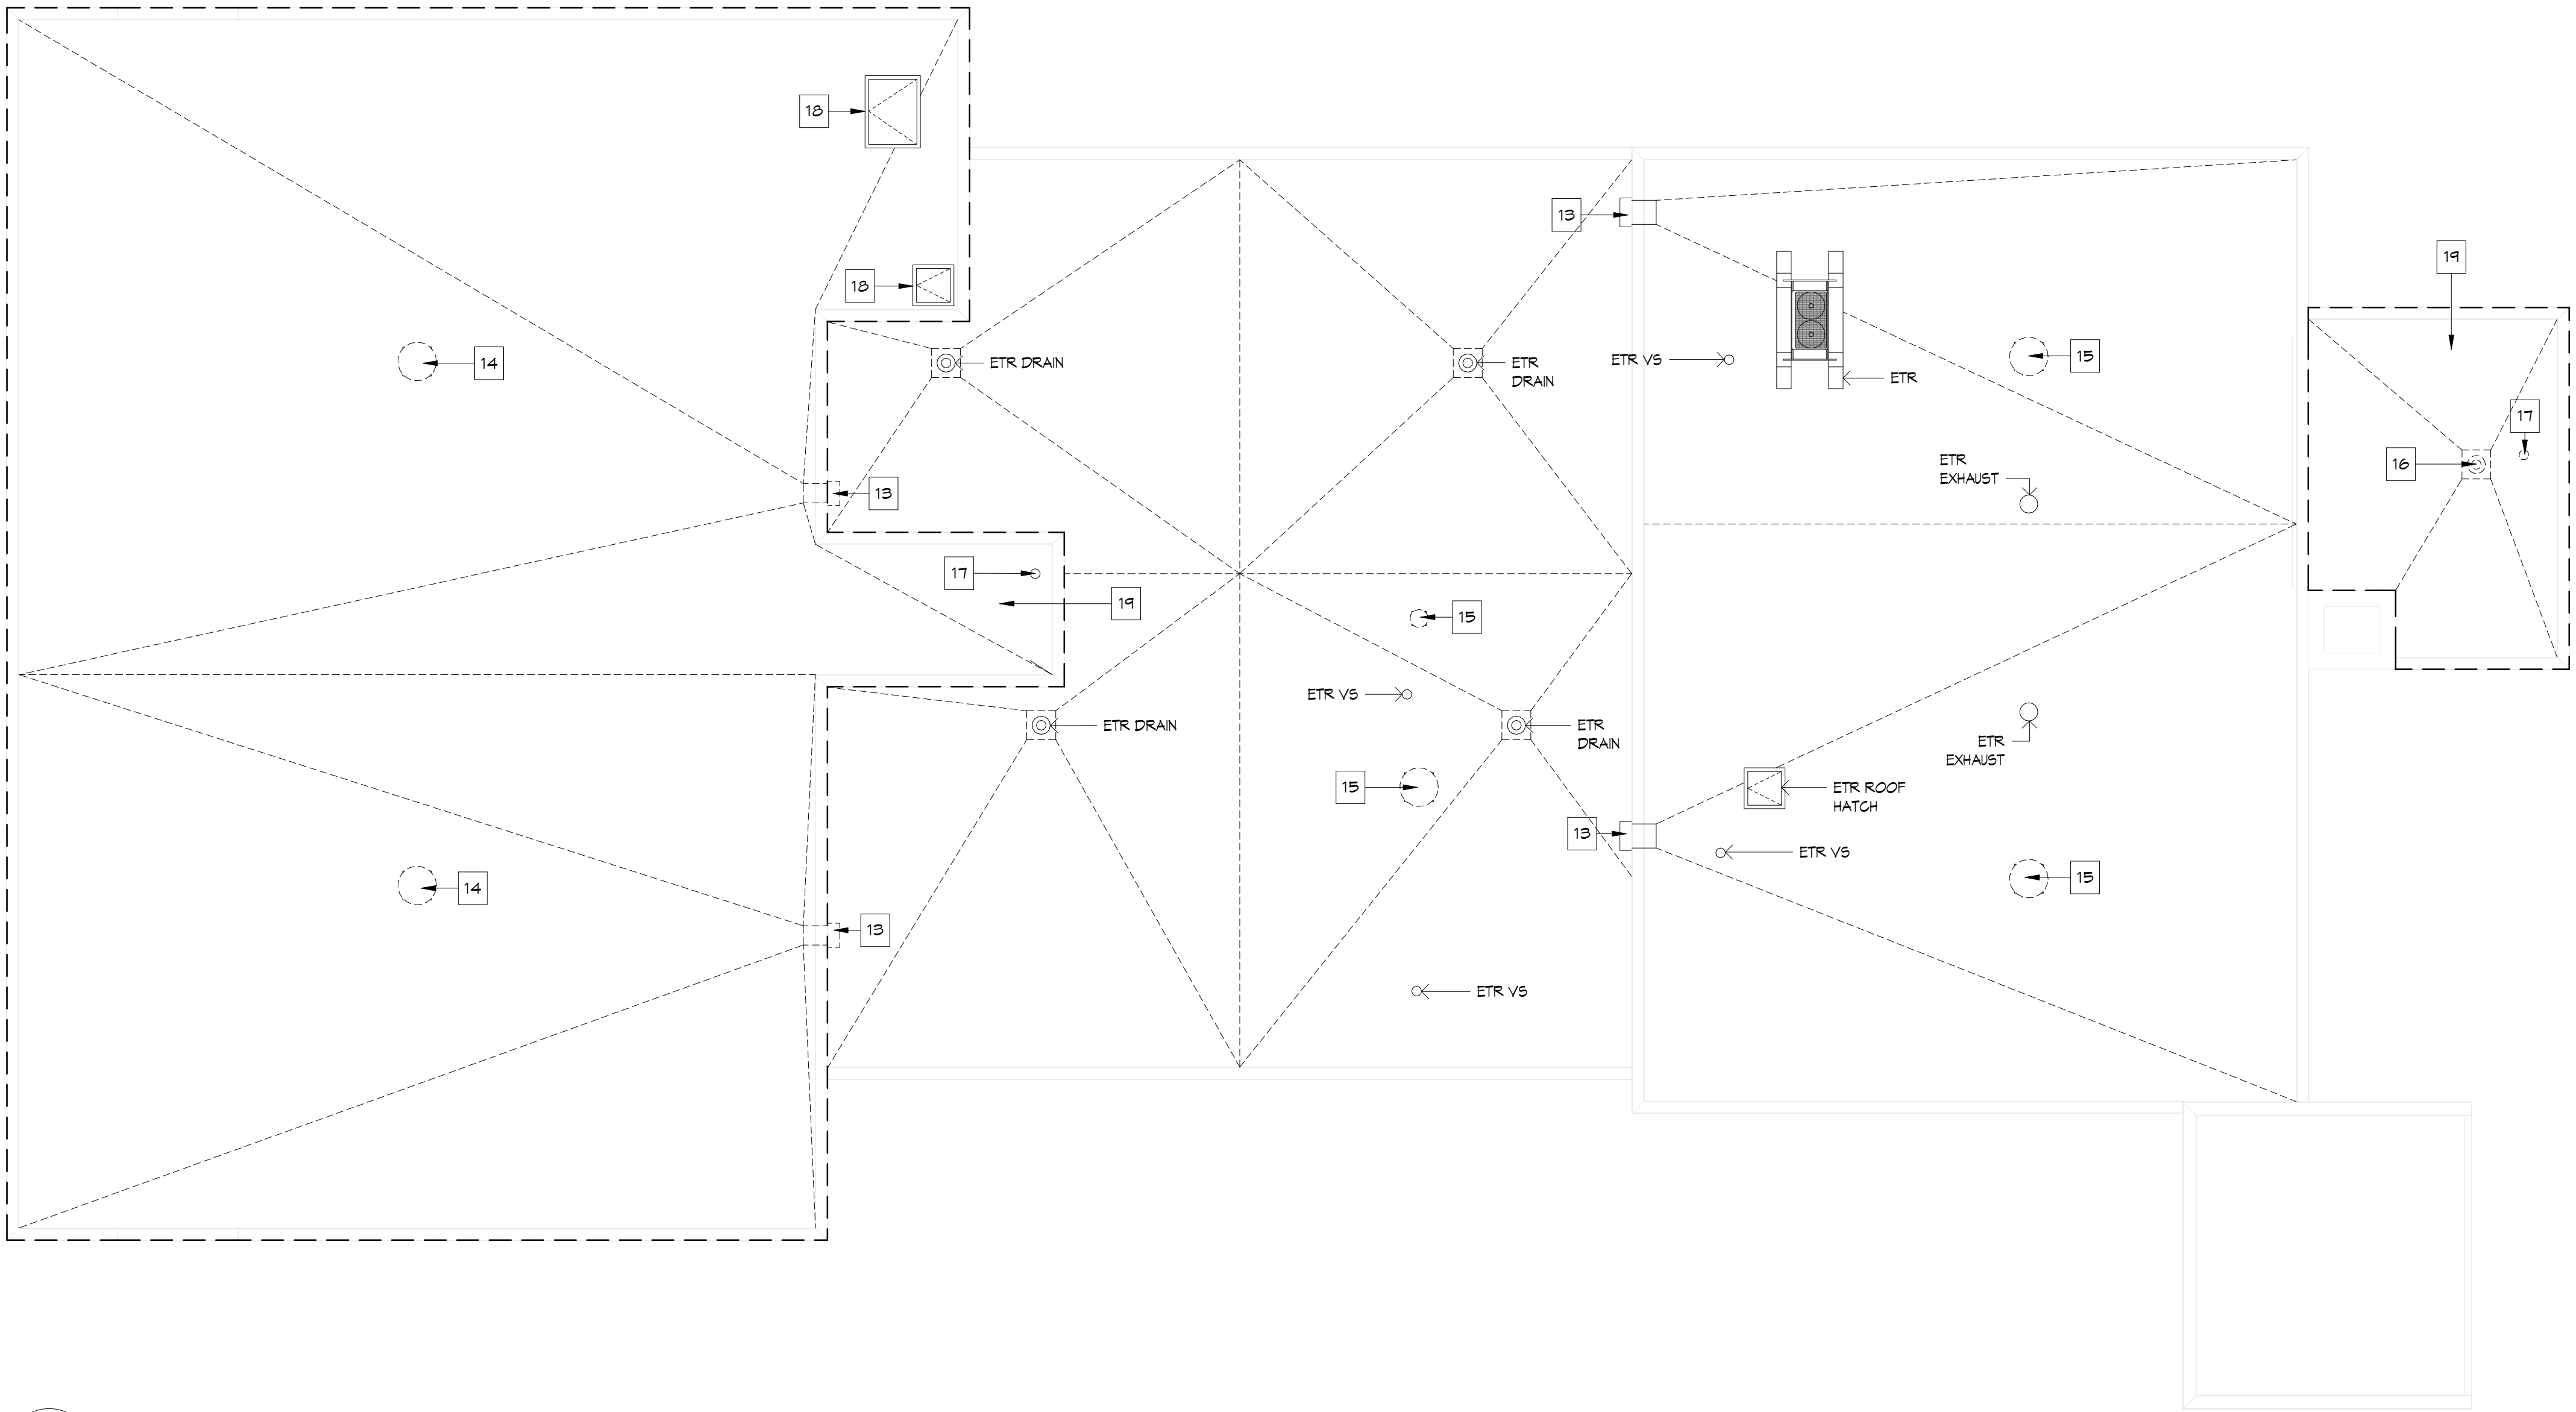 18
13
19
18
ETR DRAIN
ETR
DRAIN
ETR VS
15
14
ETR
17
ETR
EXHAUST
16
13
17
19
15
ETR VS
ETR DRAIN
ETR
DRAIN
ETR
EXHAUST
15
ETR ROOF
HATCH
13
ETR VS
15
14
13
ETR VS